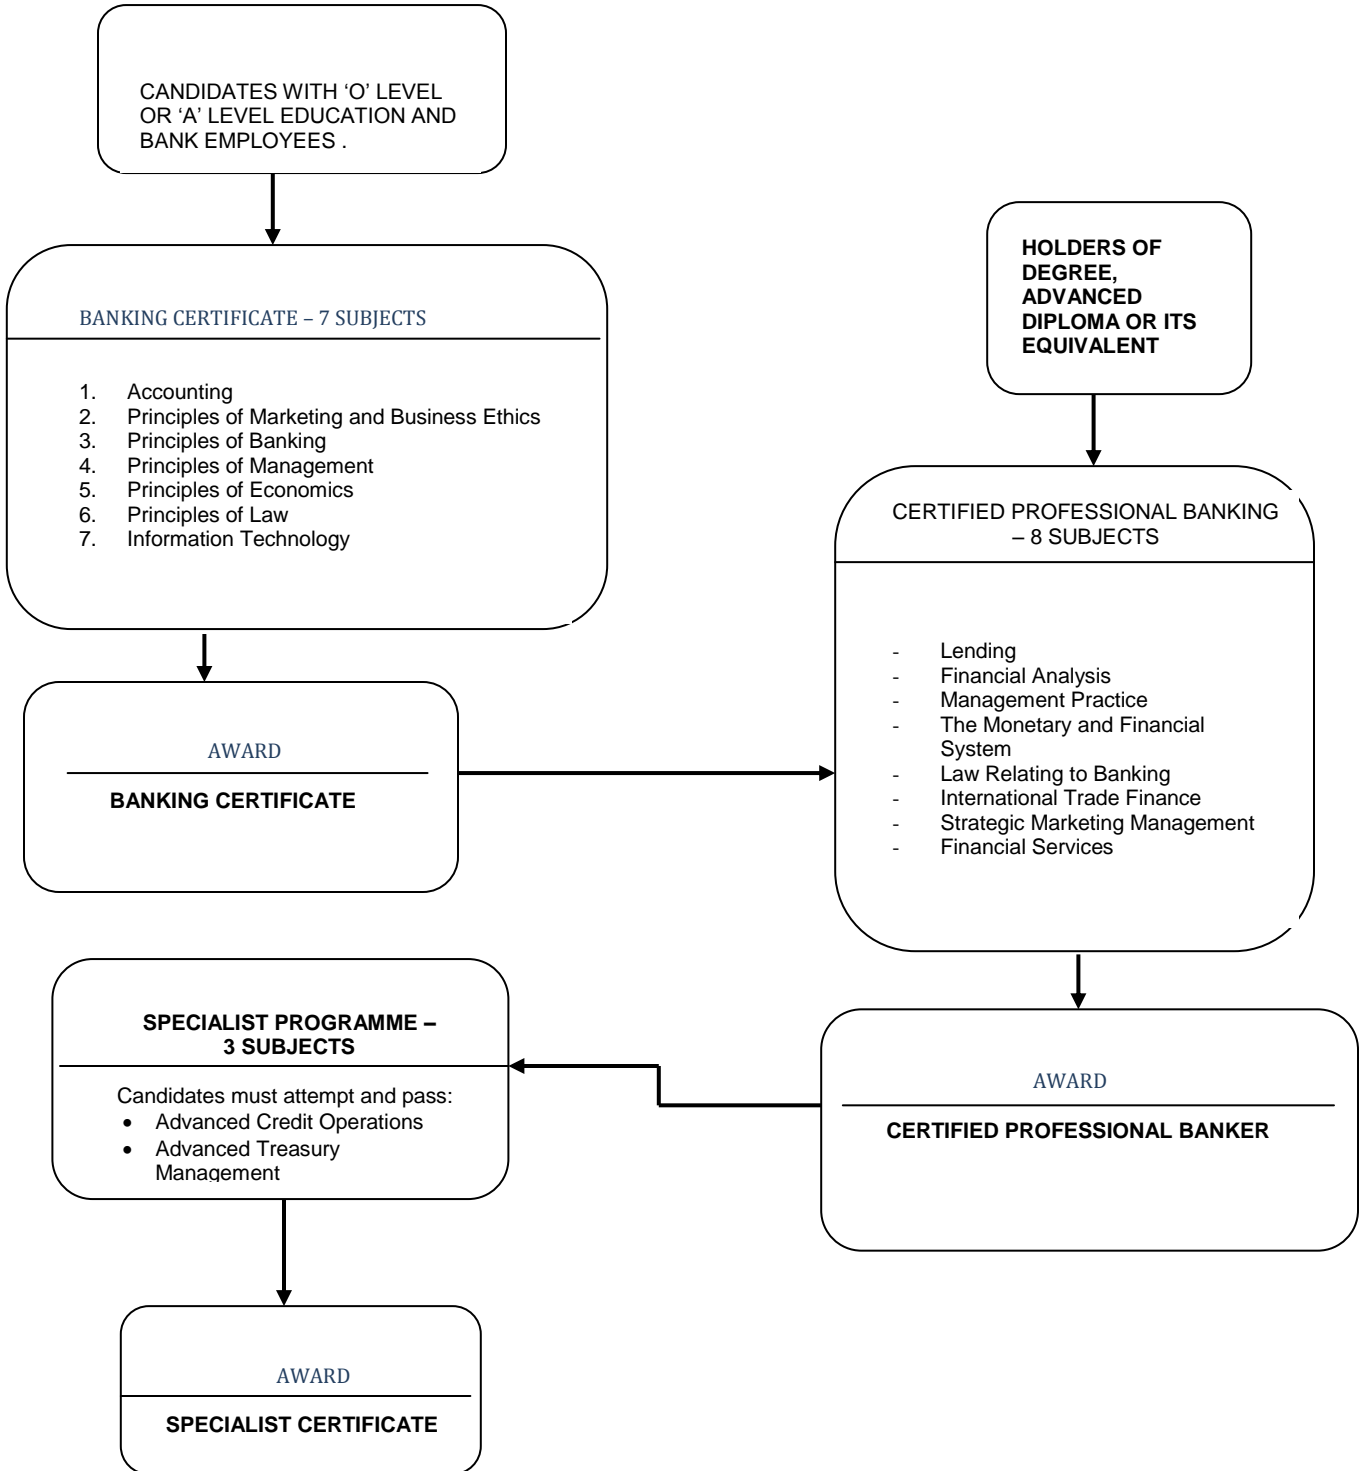 CANDIDATES WITH ‘O’ LEVEL
OR ‘A’ LEVEL EDUCATION AND
BANK EMPLOYEES .
BANKING CERTIFICATE – 7 SUBJECTS
1. Accounting
2. Principles of Marketing and Business Ethics
3. Principles of Banking
4. Principles of Management
5. Principles of Economics
6. Principles of Law
7. Information Technology
AWARD
BANKING CERTIFICATE
HOLDERS OF
DEGREE,
ADVANCED
DIPLOMA OR ITS
EQUIVALENT
CERTIFIED PROFESSIONAL BANKING
– 8 SUBJECTS
- Lending
- Financial Analysis
- Management Practice
- The Monetary and Financial
System
- Law Relating to Banking
- International Trade Finance
- Strategic Marketing Management
- Financial Services
AWARD
CERTIFIED PROFESSIONAL BANKER
SPECIALIST PROGRAMME –
3 SUBJECTS
Candidates must attempt and pass:
• Advanced Credit Operations
• Advanced Treasury
Management
AWARD
SPECIALIST CERTIFICATE